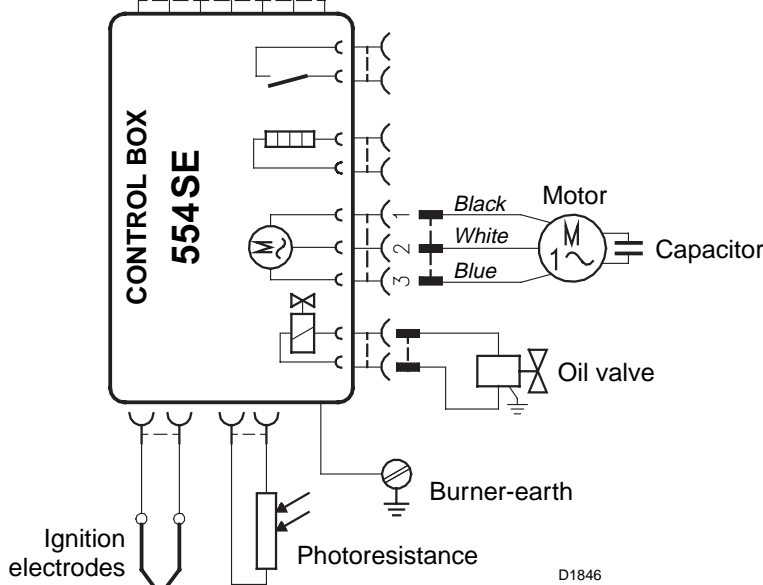 CONTROL BOX
554SE
M
1
2
3
Black
White
Blue
Motor
M
1
Capacitor
Oil valve
Burner-earth
Ignition
electrodes
Photoresistance
D1846